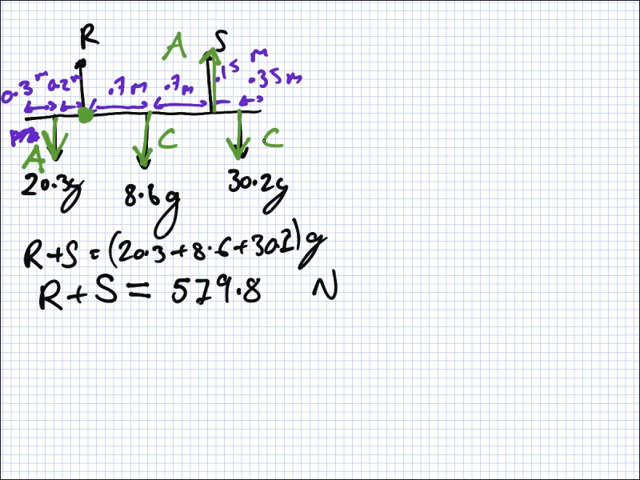 R A S
0.3m 0.2m .7m .7m .15 m .35m
A C C
20.3g 8.6g 30.2g
R+S = (20.3+8.6+30.2)g
R+S = 579.8 N